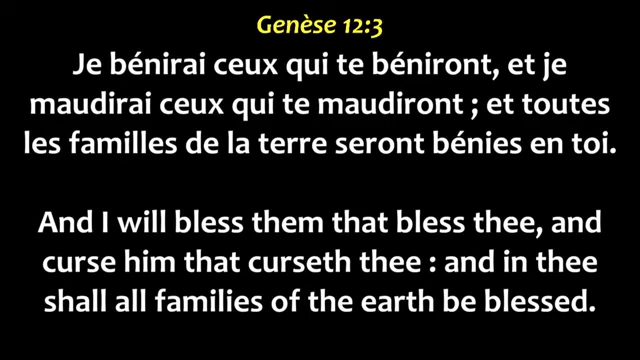 Genèse 12:3
Je bénirai ceux qui te béniront, et je
maudirai ceux qui te maudiront ; et toutes
les familles de la terre seront bénies en toi.
And I will bless them that bless thee, and
curse him that curseth thee : and in thee
shall all families of the earth be blessed.